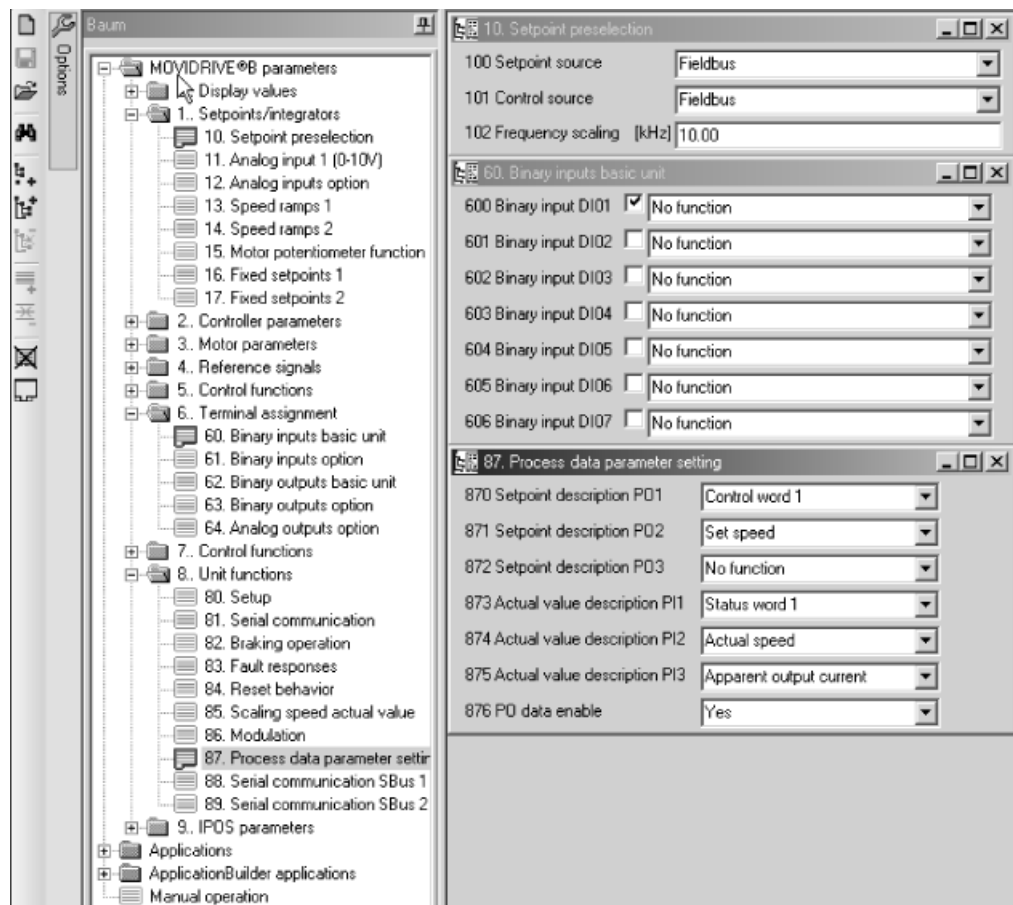 Options
Baum
MOVIDRIVE®B parameters
Display values
1.. Setpoints/integrators
10. Setpoint preselection
11. Analog input 1 (0-10V)
12. Analog inputs option
13. Speed ramps 1
14. Speed ramps 2
15. Motor potentiometer function
16. Fixed setpoints 1
17. Fixed setpoints 2
2.. Controller parameters
3.. Motor parameters
4.. Reference signals
5.. Control functions
6.. Terminal assignment
60. Binary inputs basic unit
61. Binary inputs option
62. Binary outputs basic unit
63. Binary outputs option
64. Analog outputs option
7.. Control functions
8.. Unit functions
80. Setup
81. Serial communication
82. Braking operation
83. Fault responses
84. Reset behavior
85. Scaling speed actual value
86. Modulation
87. Process data parameter settir
88. Serial communication SBus 1
89. Serial communication SBus 2
9.. IPOS parameters
Applications
ApplicationBuilder applications
Manual operation
10. Setpoint preselection
100 Setpoint source Fieldbus
101 Control source Fieldbus
102 Frequency scaling [kHz] 10.00
60. Binary inputs basic unit
600 Binary input DI01 No function
601 Binary input DI02 No function
602 Binary input DI03 No function
603 Binary input DI04 No function
604 Binary input DI05 No function
605 Binary input DI06 No function
606 Binary input DI07 No function
87. Process data parameter setting
870 Setpoint description PO1 Control word 1
871 Setpoint description PO2 Set speed
872 Setpoint description PO3 No function
873 Actual value description PI1 Status word 1
874 Actual value description PI2 Actual speed
875 Actual value description PI3 Apparent output current
876 PO data enable Yes